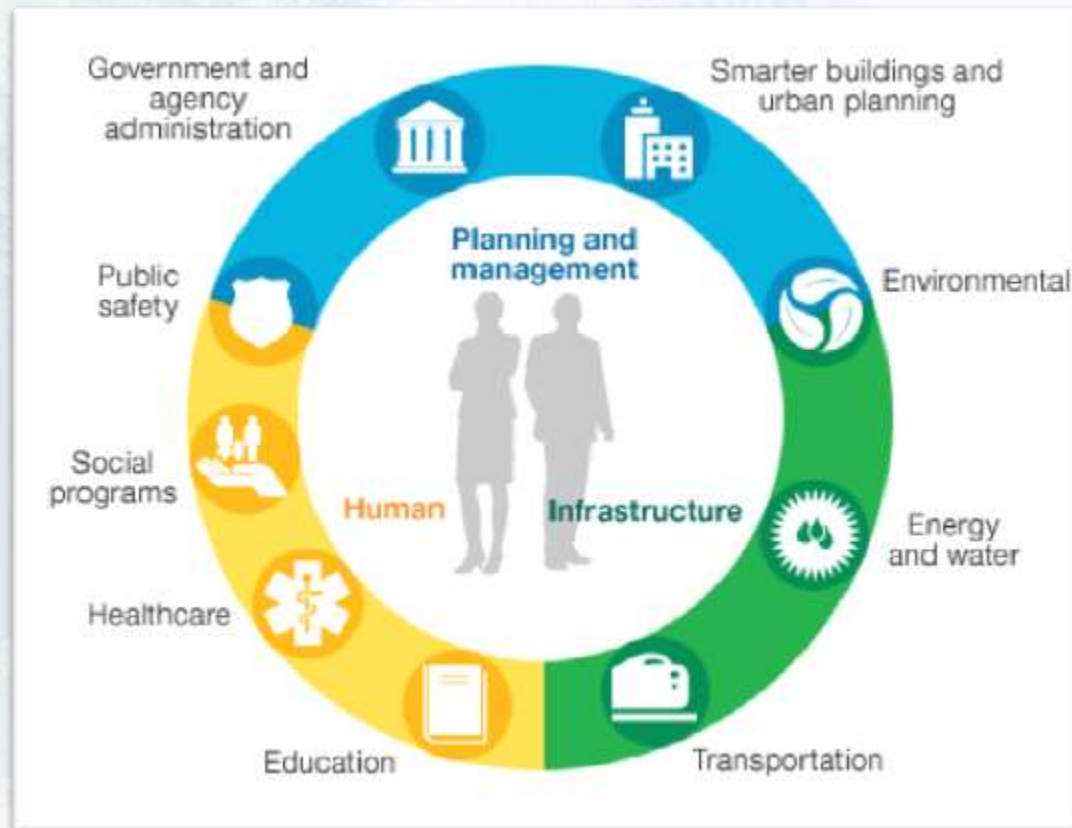 Government and
agency
administration
Smarter buildings and
urban planning
Planning and
management
Public
safety
Environmental
Social
programs
Human
Infrastructure
Energy
and water
Healthcare
Education
Transportation